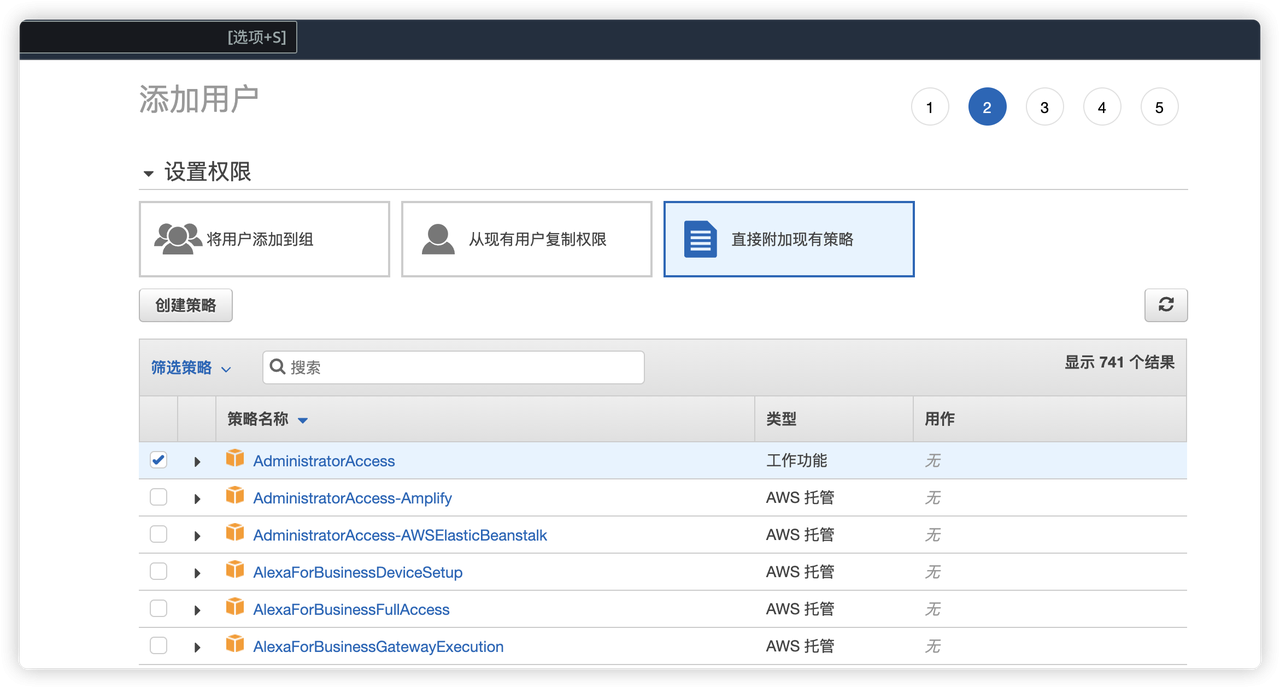 [选项+S]
添加用户
1 2 3 4 5
设置权限
将用户添加到组 从现有用户复制权限 直接附加现有策略
创建策略
筛选策略 搜索 显示 741 个结果
策略名称 类型 用作
AdministratorAccess 工作功能 无
AdministratorAccess-Amplify AWS 托管 无
AdministratorAccess-AWSElasticBeanstalk AWS 托管 无
AlexaForBusinessDeviceSetup AWS 托管 无
AlexaForBusinessFullAccess AWS 托管 无
AlexaForBusinessGatewayExecution AWS 托管 无